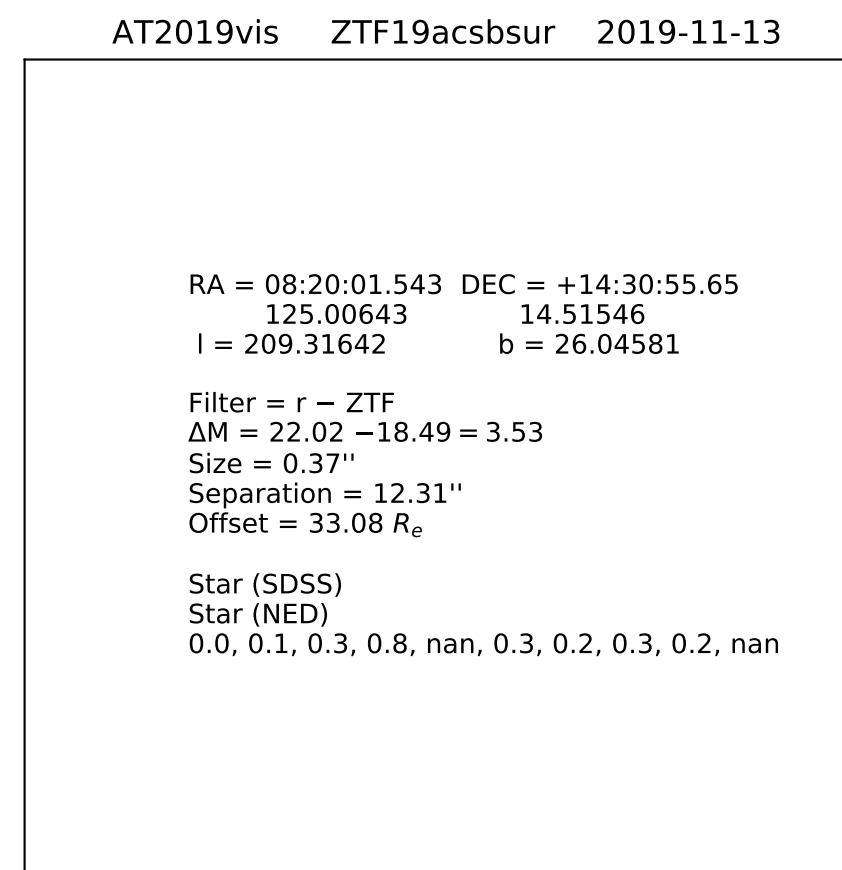 AT2019vis ZTF19acsbsur 2019-11-13
RA = 08:20:01.543 DEC = +14:30:55.65
125.00643 14.51546
l = 209.31642 b = 26.04581
Filter = r − ZTF
ΔM = 22.02 −18.49 = 3.53
Size = 0.37''
Separation = 12.31''
Offset = 33.08 Rₑ
Star (SDSS)
Star (NED)
0.0, 0.1, 0.3, 0.8, nan, 0.3, 0.2, 0.3, 0.2, nan